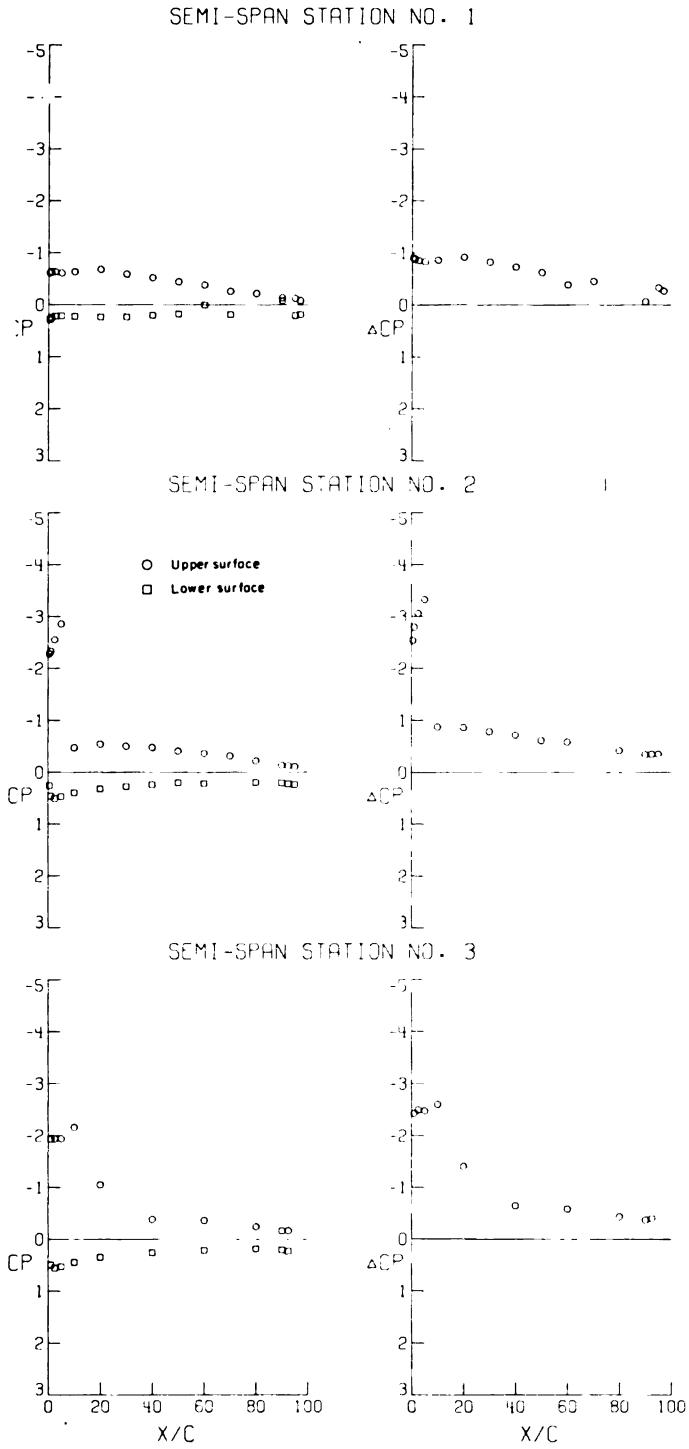 SEMI-SPAN STATION NO. 1
-5 -5
-4
-3 -3
-2 -2
-1 -1
0 0
CP ΔCP
1 1
2 2
3 3
SEMI-SPAN STATION NO. 2
-5 -5
-4 -4
○ Upper surface
□ Lower surface
-3 -3
-2 -2
-1 -1
0 0
CP ΔCP
1 1
2 2
3 3
SEMI-SPAN STATION NO. 3
-5 -5
-4 -4
-3 -3
-2 -2
-1 -1
0 0
CP ΔCP
1 1
2 2
3 3
0 20 40 60 80 100 0 20 40 60 80 100
X/C X/C